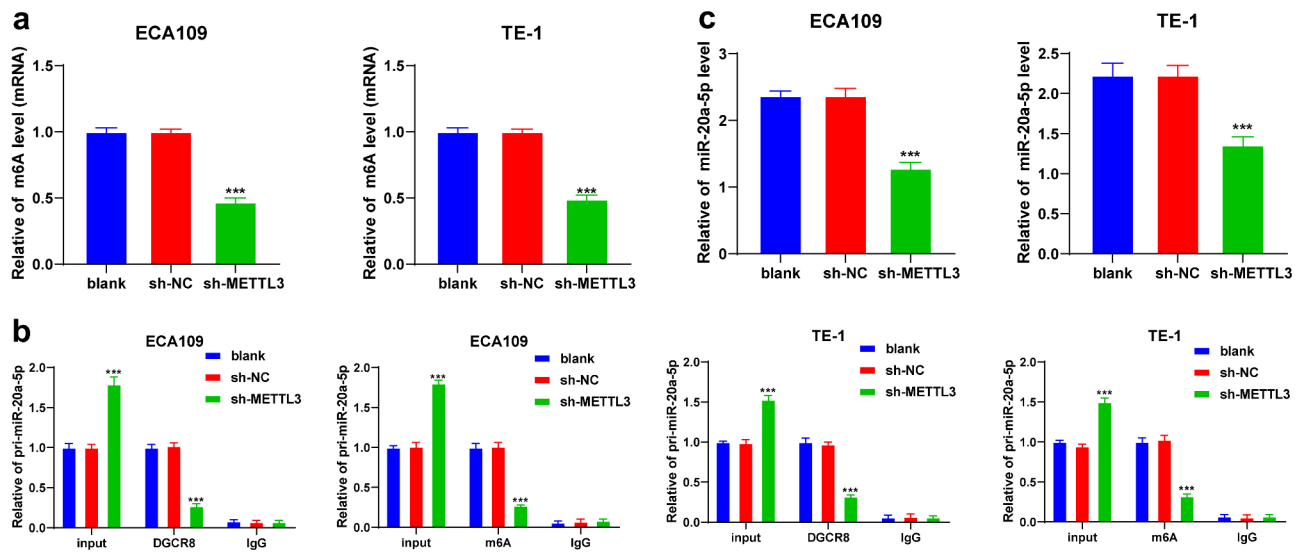 a
ECA109
Relative of m6A level (mRNA)
1.5
1.0
0.5
0.0
***
blank
sh-NC
sh-METTL3
TE-1
Relative of m6A level (mRNA)
1.5
1.0
0.5
0.0
***
blank
sh-NC
sh-METTL3
c
ECA109
Relative of miR-20a-5p level
3
2
1
0
***
blank
sh-NC
sh-METTL3
TE-1
Relative of miR-20a-5p level
2.5
2.0
1.5
1.0
0.5
0.0
***
blank
sh-NC
sh-METTL3
b
ECA109
Relative of pri-miR-20a-5p
2.0
1.5
1.0
0.5
0.0
***
***
blank
sh-NC
sh-METTL3
input
DGCR8
IgG
ECA109
Relative of pri-miR-20a-5p
2.0
1.5
1.0
0.5
0.0
***
***
blank
sh-NC
sh-METTL3
input
m6A
IgG
TE-1
Relative of pri-miR-20a-5p
2.0
1.5
1.0
0.5
0.0
***
***
blank
sh-NC
sh-METTL3
input
DGCR8
IgG
TE-1
Relative of pri-miR-20a-5p
2.0
1.5
1.0
0.5
0.0
***
***
blank
sh-NC
sh-METTL3
input
m6A
IgG